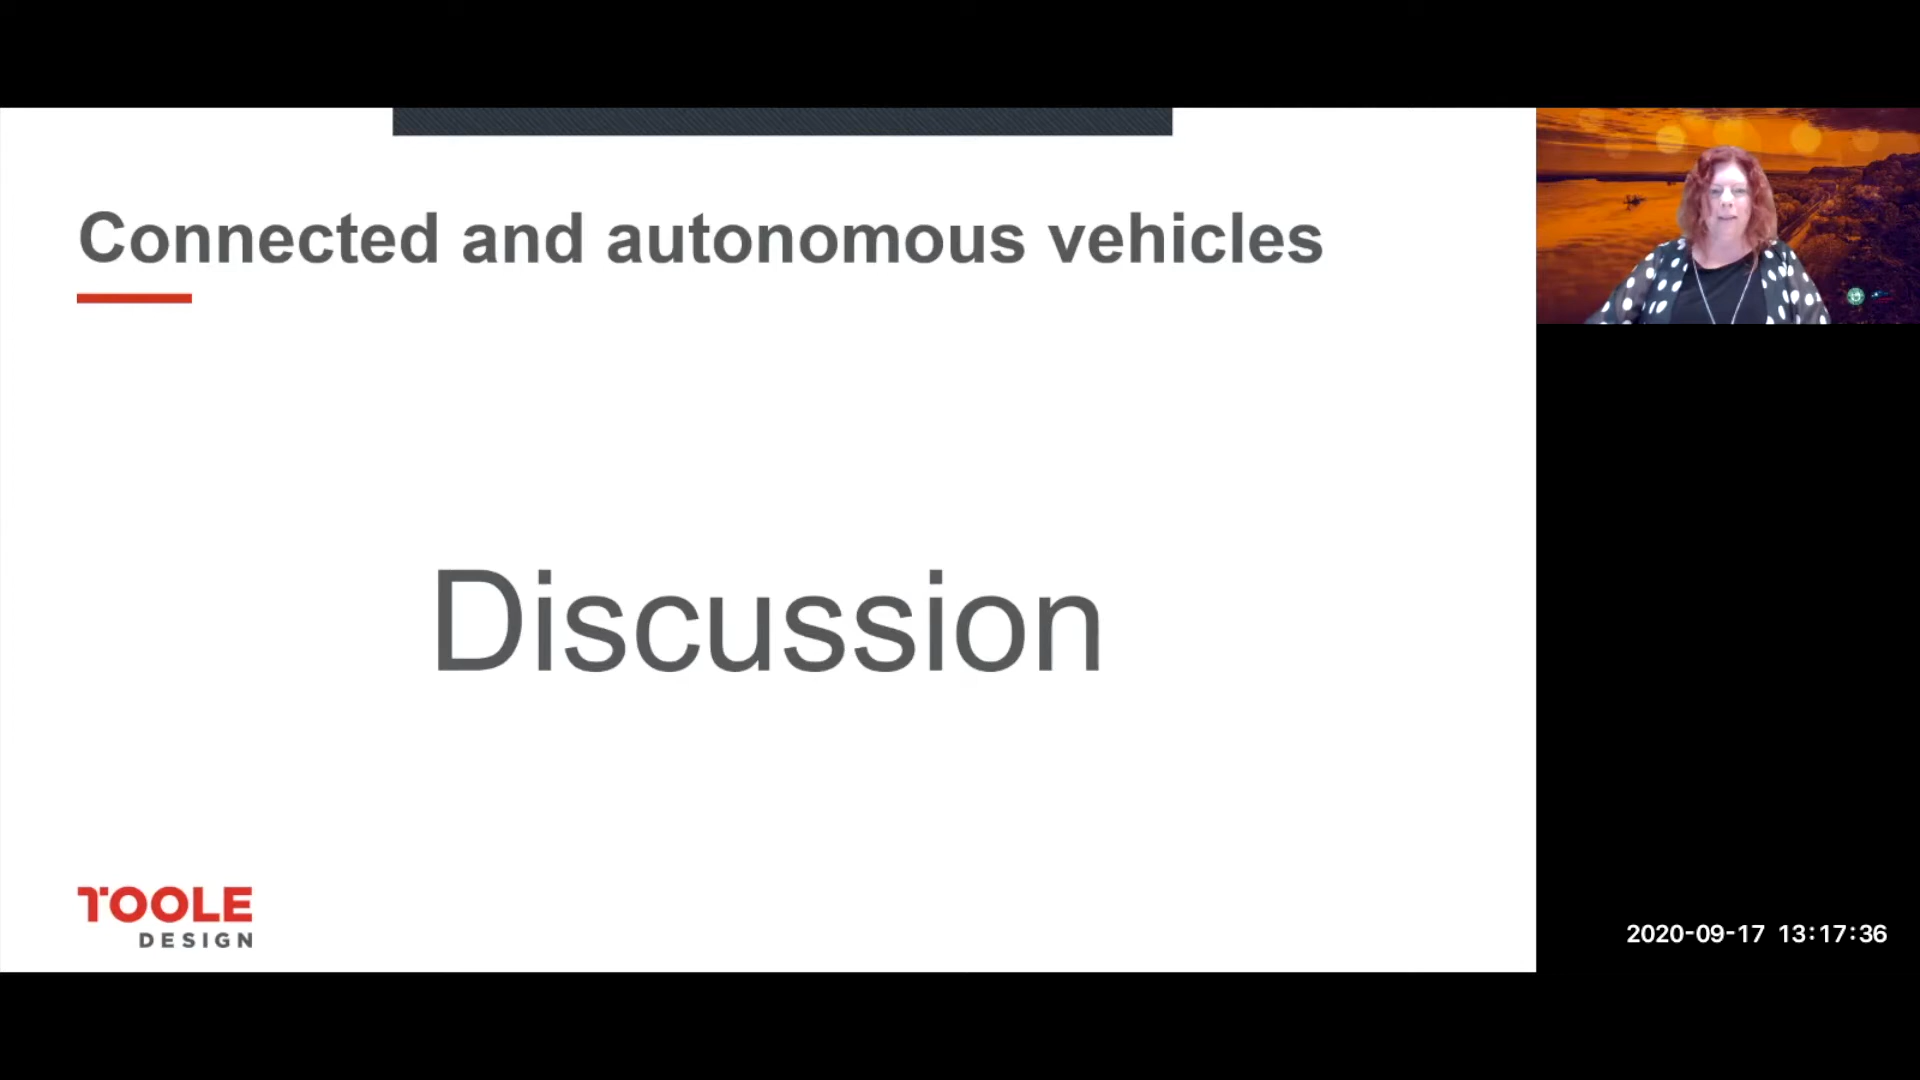 Connected and autonomous vehicles
Discussion
TOOLE
DESIGN
2020-09-17 13:17:36